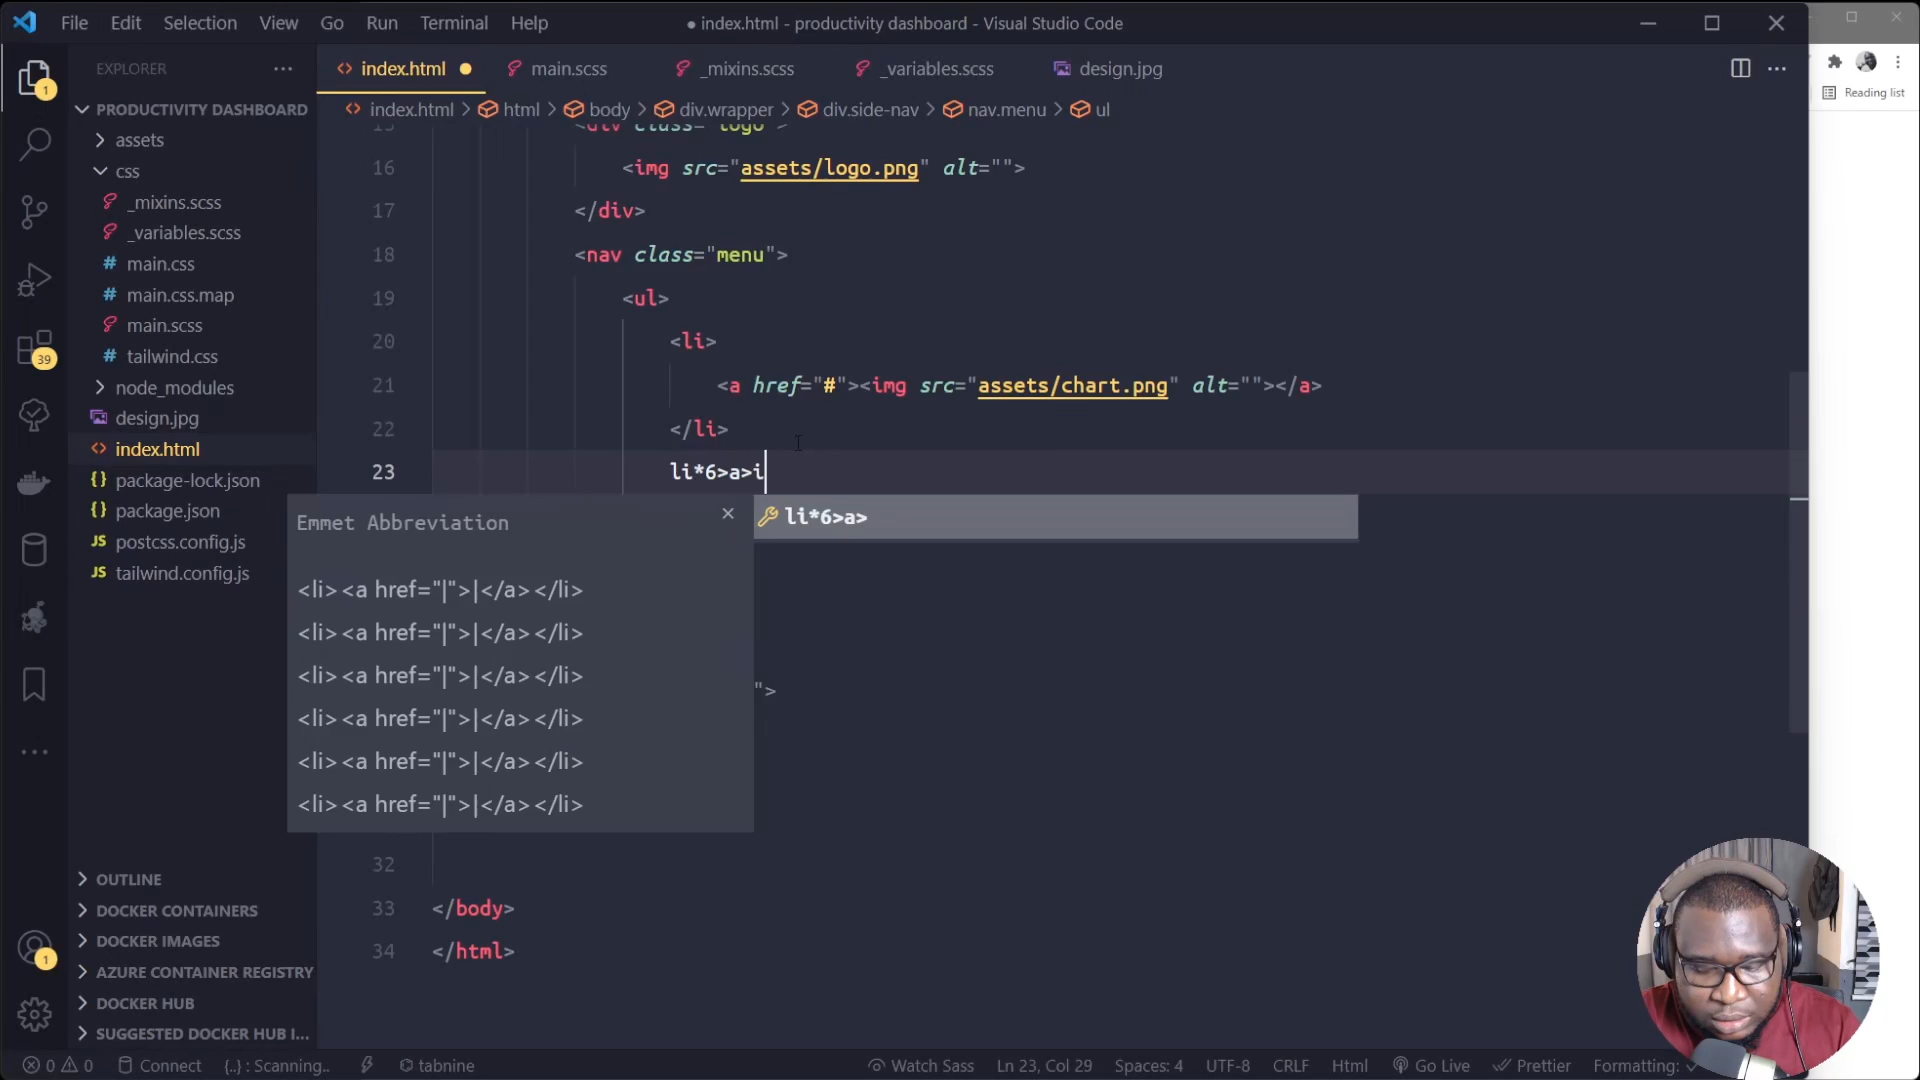 File Edit Selection View Go Run Terminal Help
● index.html - productivity dashboard - Visual Studio Code
Reading list
EXPLORER
PRODUCTIVITY DASHBOARD
assets
css
_mixins.scss
_variables.scss
main.css
main.css.map
main.scss
tailwind.css
node_modules
design.jpg
index.html
package-lock.json
package.json
postcss.config.js
tailwind.config.js
OUTLINE
DOCKER CONTAINERS
DOCKER IMAGES
AZURE CONTAINER REGISTRY
DOCKER HUB
SUGGESTED DOCKER HUB I...
1
39
1
index.html main.scss _mixins.scss _variables.scss design.jpg
index.html > html > body > div.wrapper > div.side-nav > nav.menu > ul
15 <div class="logo">
16 <img src="assets/logo.png" alt="">
17 </div>
18 <nav class="menu">
19 <ul>
20 <li>
21 <a href="#"><img src="assets/chart.png" alt=""></a>
22 </li>
23 li*6>a>i
li*6>a>
Emmet Abbreviation
<li><a href="|">|</a></li>
<li><a href="|">|</a></li>
<li><a href="|">|</a></li>
<li><a href="|">|</a></li>
<li><a href="|">|</a></li>
<li><a href="|">|</a></li>
">
32
33 </body>
34 </html>
0 0 Connect {..} : Scanning.. tabnine Watch Sass Ln 23, Col 29 Spaces: 4 UTF-8 CRLF Html Go Live Prettier Formatting: